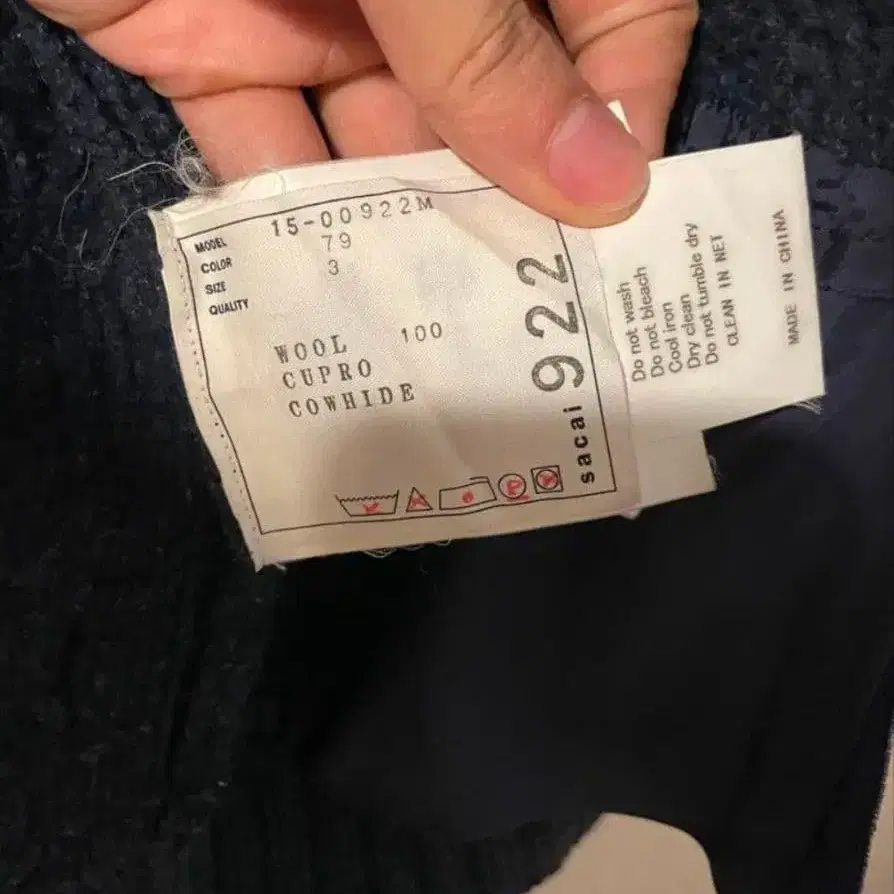 MODEL 15-00922M
COLOR 79
SIZE 3
QUALITY
WOOL 100
CUPRO
COWHIDE
P
sacai 922
Do not wash
Do not bleach
Cool iron
Dry clean
Do not tumble dry
CLEAN IN NET
MADE IN CHINA